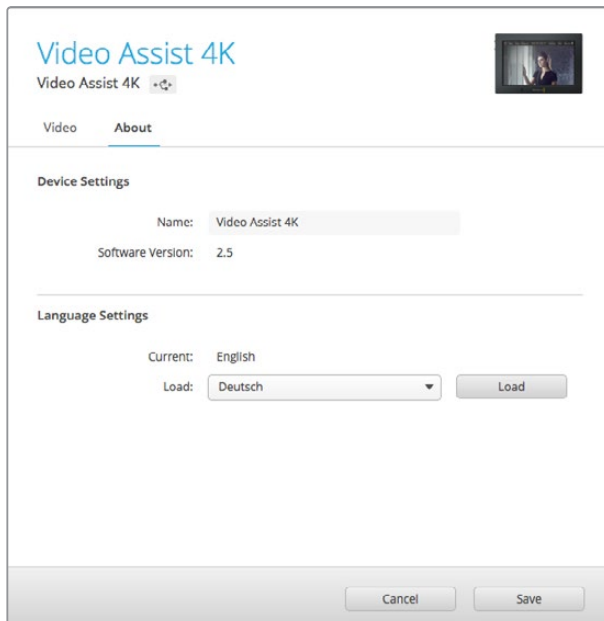 Video Assist 4K
Video Assist 4K
Video About
Device Settings
Name: Video Assist 4K
Software Version: 2.5
Language Settings
Current: English
Load: Deutsch Load
Cancel Save